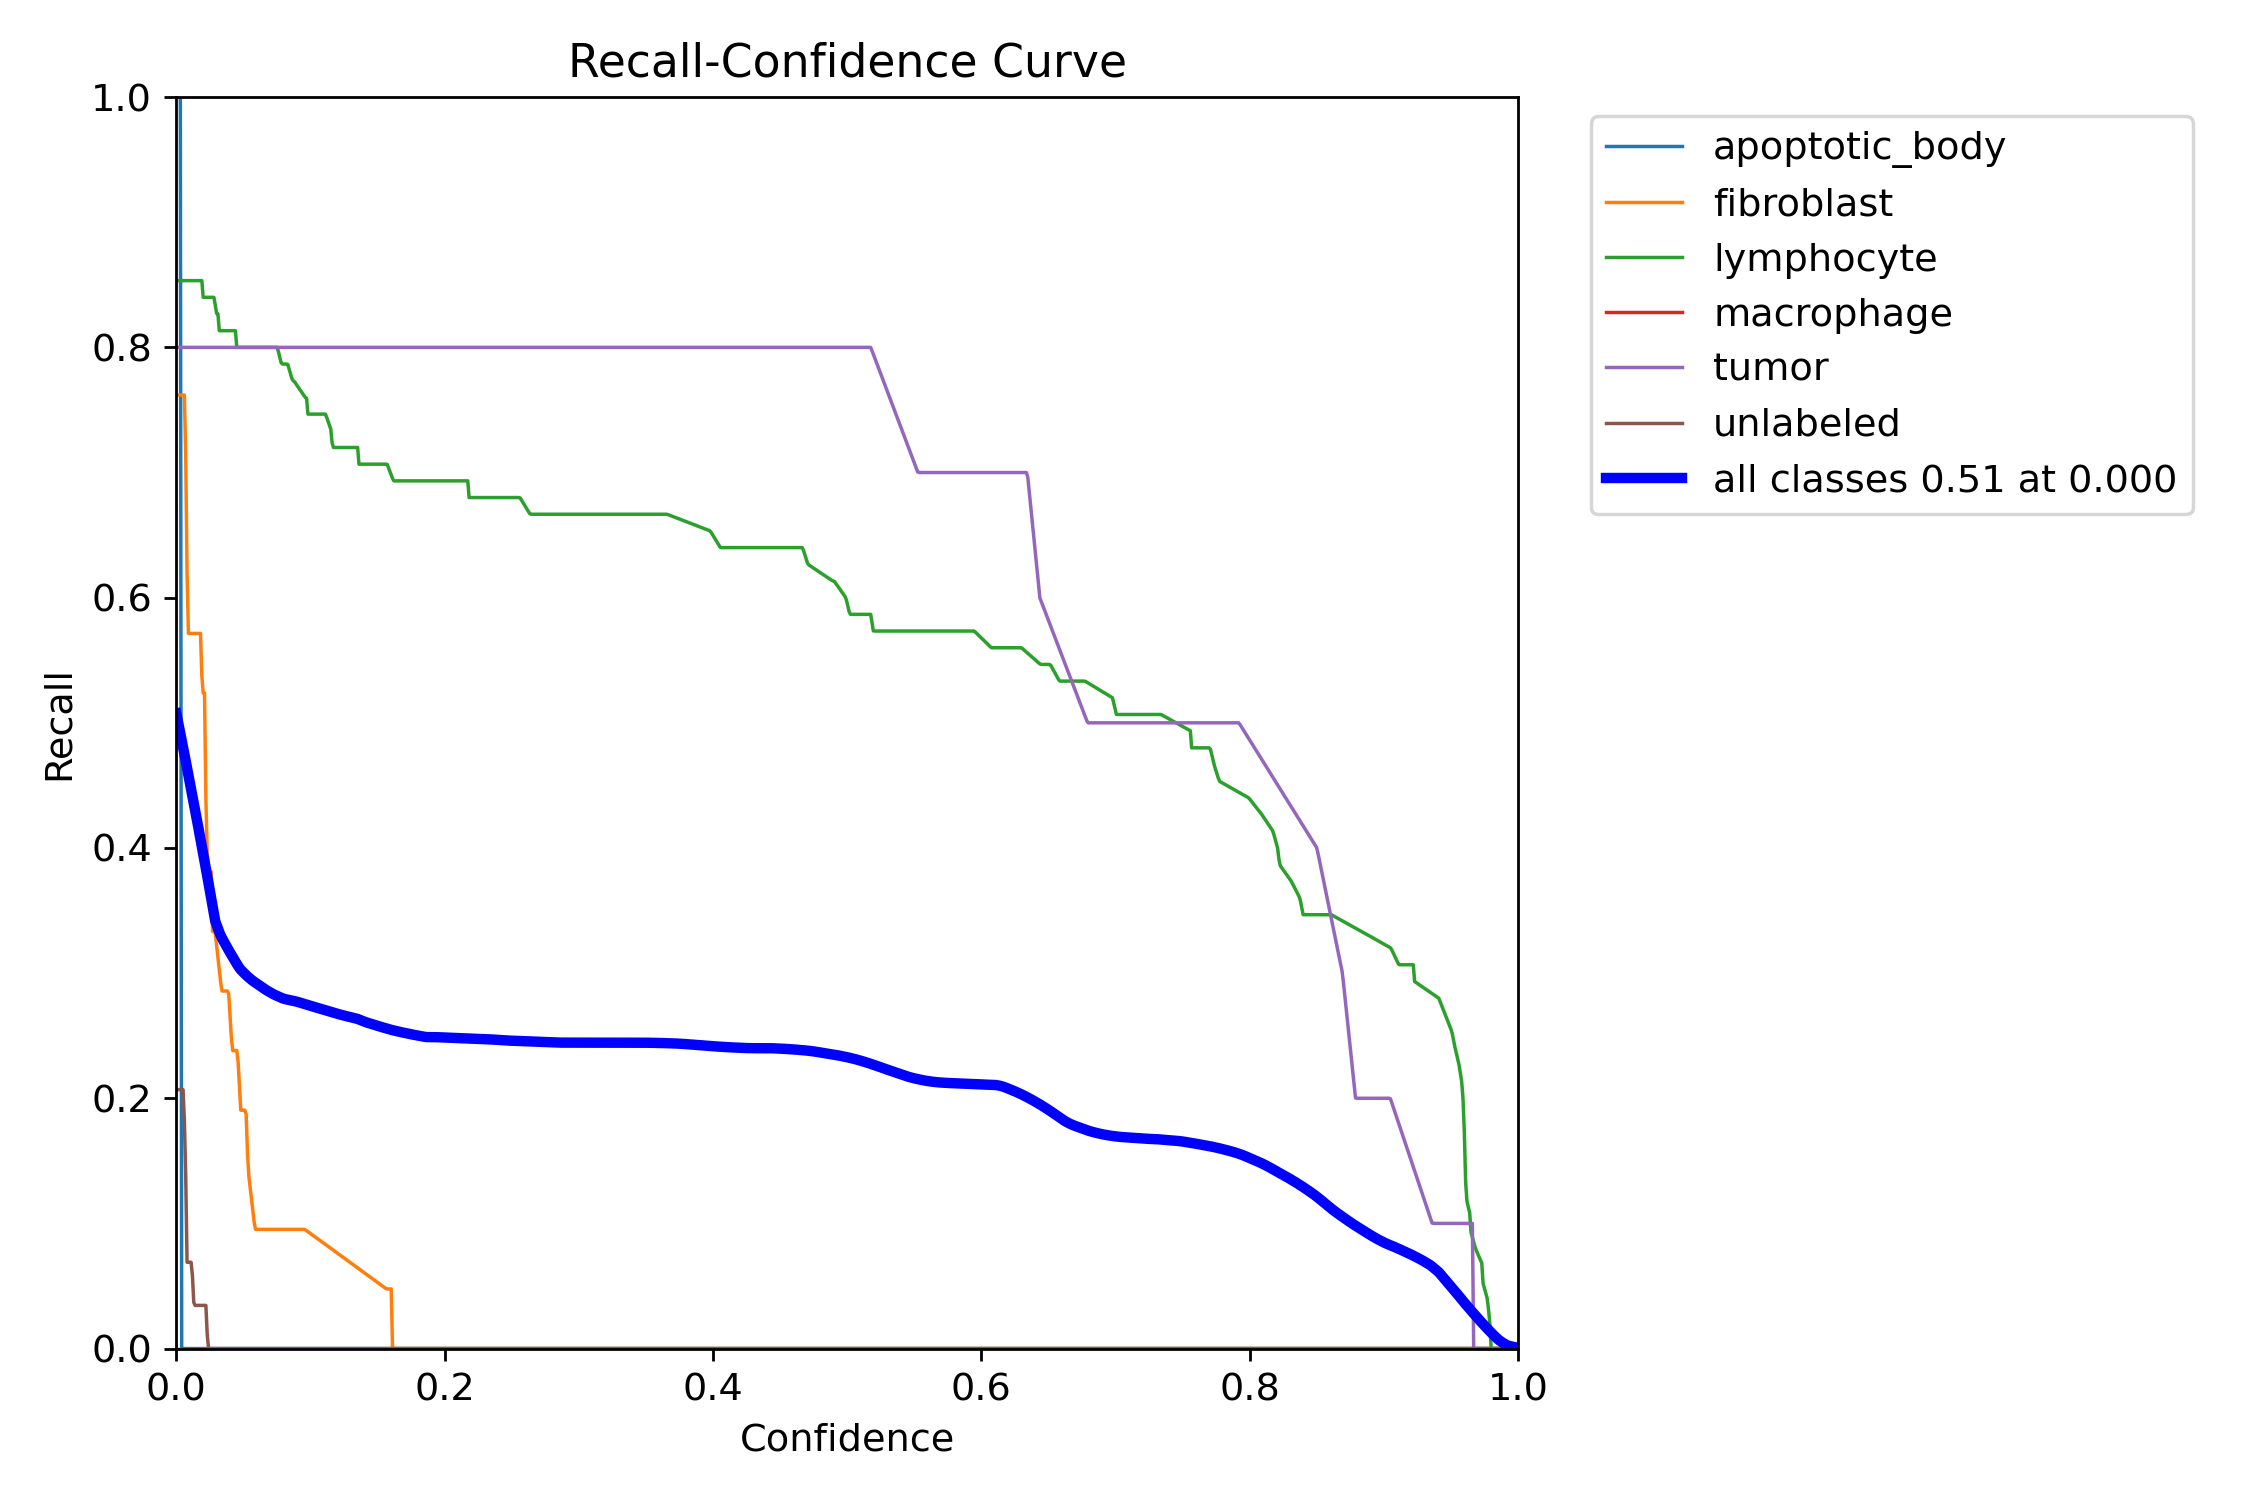 Recall-Confidence Curve
1.0
0.8
0.6
0.4
0.2
0.0
Recall
0.0 0.2 0.4 0.6 0.8 1.0
Confidence
apoptotic_body
fibroblast
lymphocyte
macrophage
tumor
unlabeled
all classes 0.51 at 0.000